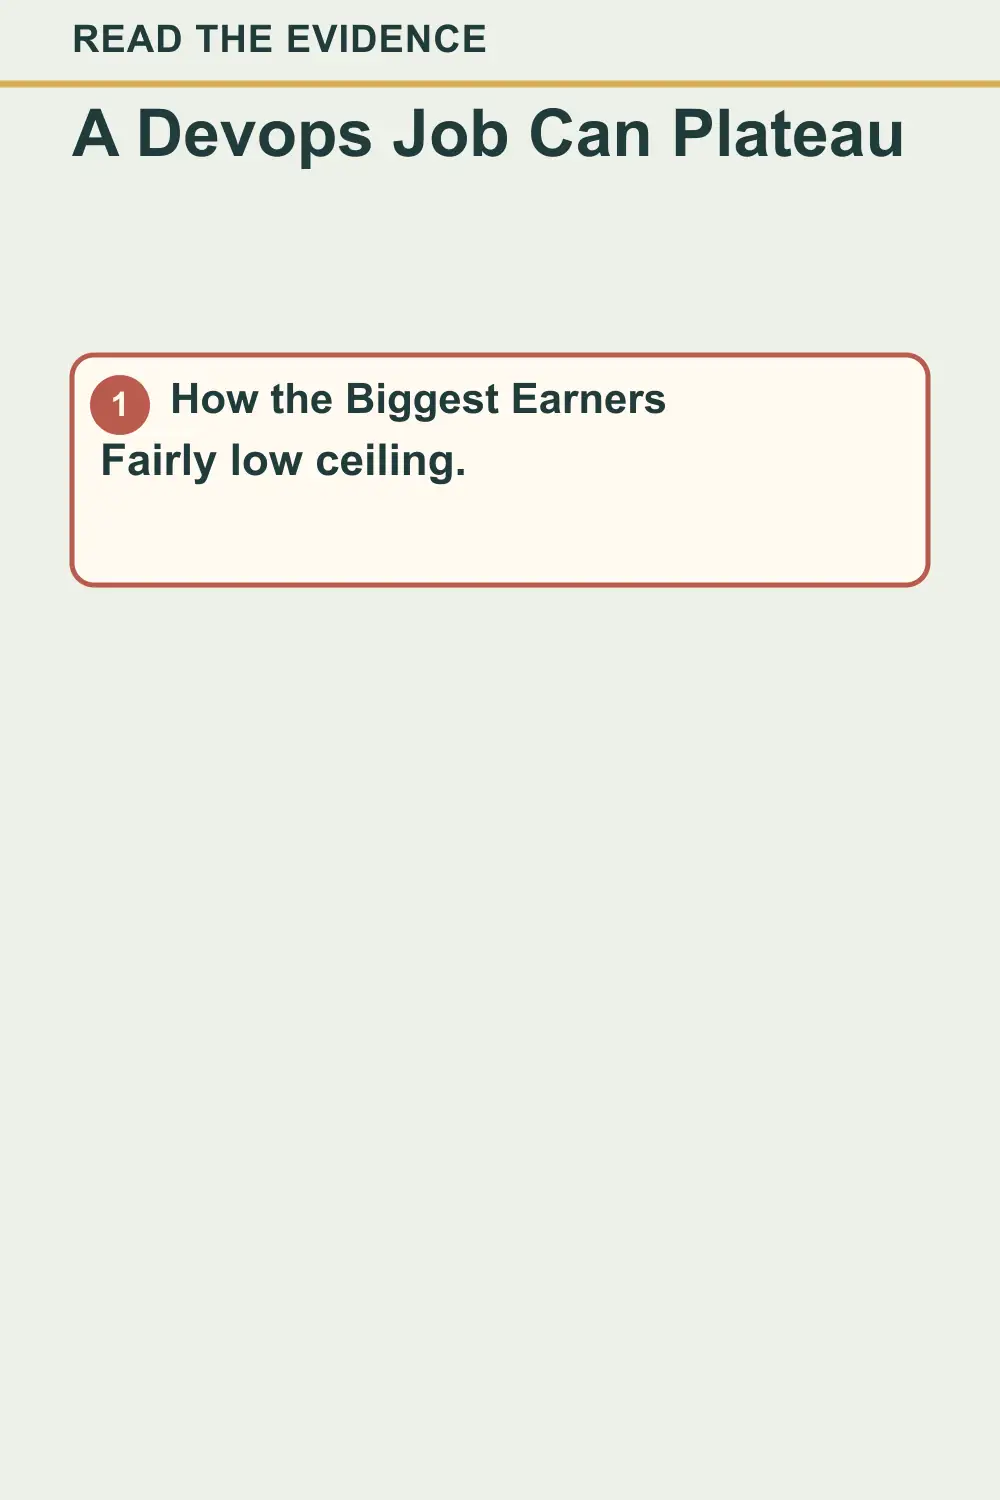 READ THE EVIDENCE
A Devops Job Can Plateau
1 How the Biggest Earners
Fairly low ceiling.